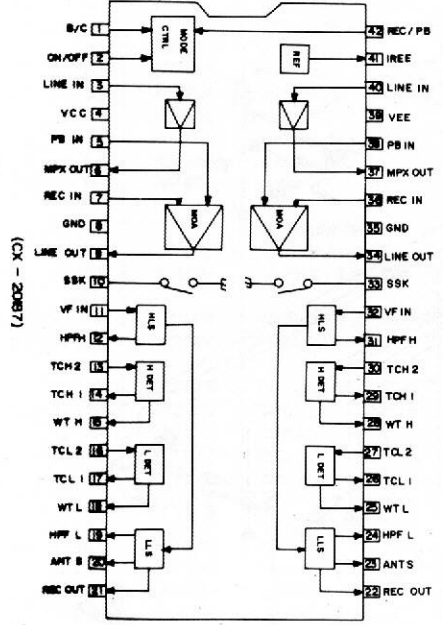 B/C 1
ON/OFF 2
LINE IN 3
VCC 4
PB IN 5
MPX OUT 6
REC IN 7
GND 8
LINE OUT 9
SSK 10
VF IN 11
HPFH 12
TCH 2 13
TCH 1 14
WT H 15
TCL 2 16
TCL 1 17
WT L 18
HPF L 19
ANT S 20
REC OUT 21
MODE
CTRL
REF
MOA
MOA
HLS
HLS
H DET
H DET
L DET
L DET
LLS
LLS
42 REC/PB
41 IREE
40 LINE IN
39 VEE
38 PB IN
37 MPX OUT
36 REC IN
35 GND
34 LINE OUT
33 SSK
32 VF IN
31 HPF H
30 TCH 2
29 TCH 1
28 WT H
27 TCL 2
26 TCL 1
25 WT L
24 HPF L
23 ANT S
22 REC OUT
(CX - 20187)